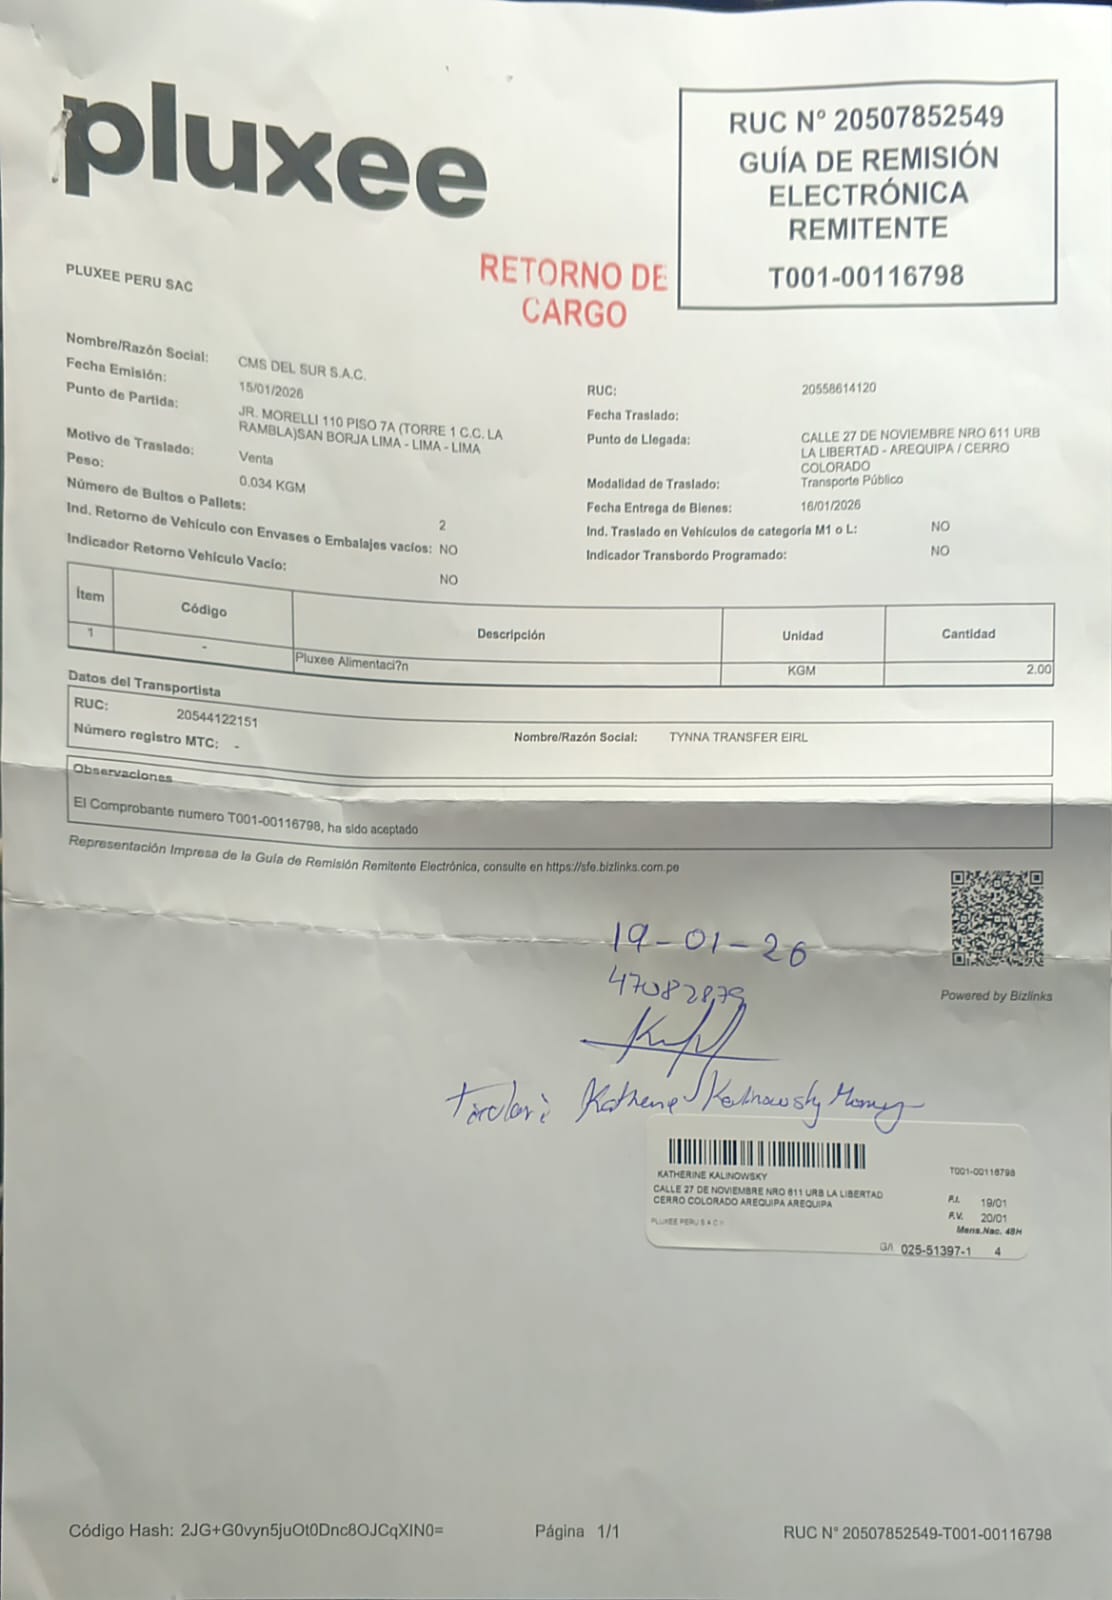 pluxee
RUC N° 20507852549
GUÍA DE REMISIÓN
ELECTRÓNICA
REMITENTE
T001-00116798
RETORNO DE
CARGO
PLUXEE PERU SAC
Nombre/Razón Social: CMS DEL SUR S.A.C.
Fecha Emisión: 15/01/2026
Punto de Partida: JR. MORELLI 110 PISO 7A (TORRE 1 C.C. LA
RAMBLA)SAN BORJA LIMA - LIMA - LIMA
Motivo de Traslado: Venta
Peso: 0.034 KGM
Número de Bultos o Pallets: 2
Ind. Retorno de Vehículo con Envases o Embalajes vacíos: NO
Indicador Retorno Vehículo Vacío: NO
RUC: 20558614120
Fecha Traslado:
Punto de Llegada: CALLE 27 DE NOVIEMBRE NRO 611 URB
LA LIBERTAD - AREQUIPA / CERRO
COLORADO
Modalidad de Traslado: Transporte Público
Fecha Entrega de Bienes: 16/01/2026
Ind. Traslado en Vehículos de categoría M1 o L: NO
Indicador Transbordo Programado: NO
Ítem Código Descripción Unidad Cantidad
1 - Pluxee Alimentaci?n KGM 2.00
Datos del Transportista
RUC: 20544122151
Nombre/Razón Social: TYNNA TRANSFER EIRL
Número registro MTC: -
Observaciones
El Comprobante numero T001-00116798, ha sido aceptado
Representación Impresa de la Guía de Remisión Remitente Electrónica, consulte en https://sfe.bizlinks.com.pe
Powered by Bizlinks
19-01-26
47082879
Katherine Kalinowsky
KATHERINE KALINOWSKY
T001-00116798
CALLE 27 DE NOVIEMBRE NRO 611 URB LA LIBERTAD
CERRO COLORADO AREQUIPA AREQUIPA
P.I. 19/01
P.V. 20/01
PLUXEE PERU S A C
Mens.Nac. 48H
G/I 025-51397-1 4
Código Hash: 2JG+G0vyn5juOt0Dnc8OJCqXIN0=
Página 1/1
RUC N° 20507852549-T001-00116798